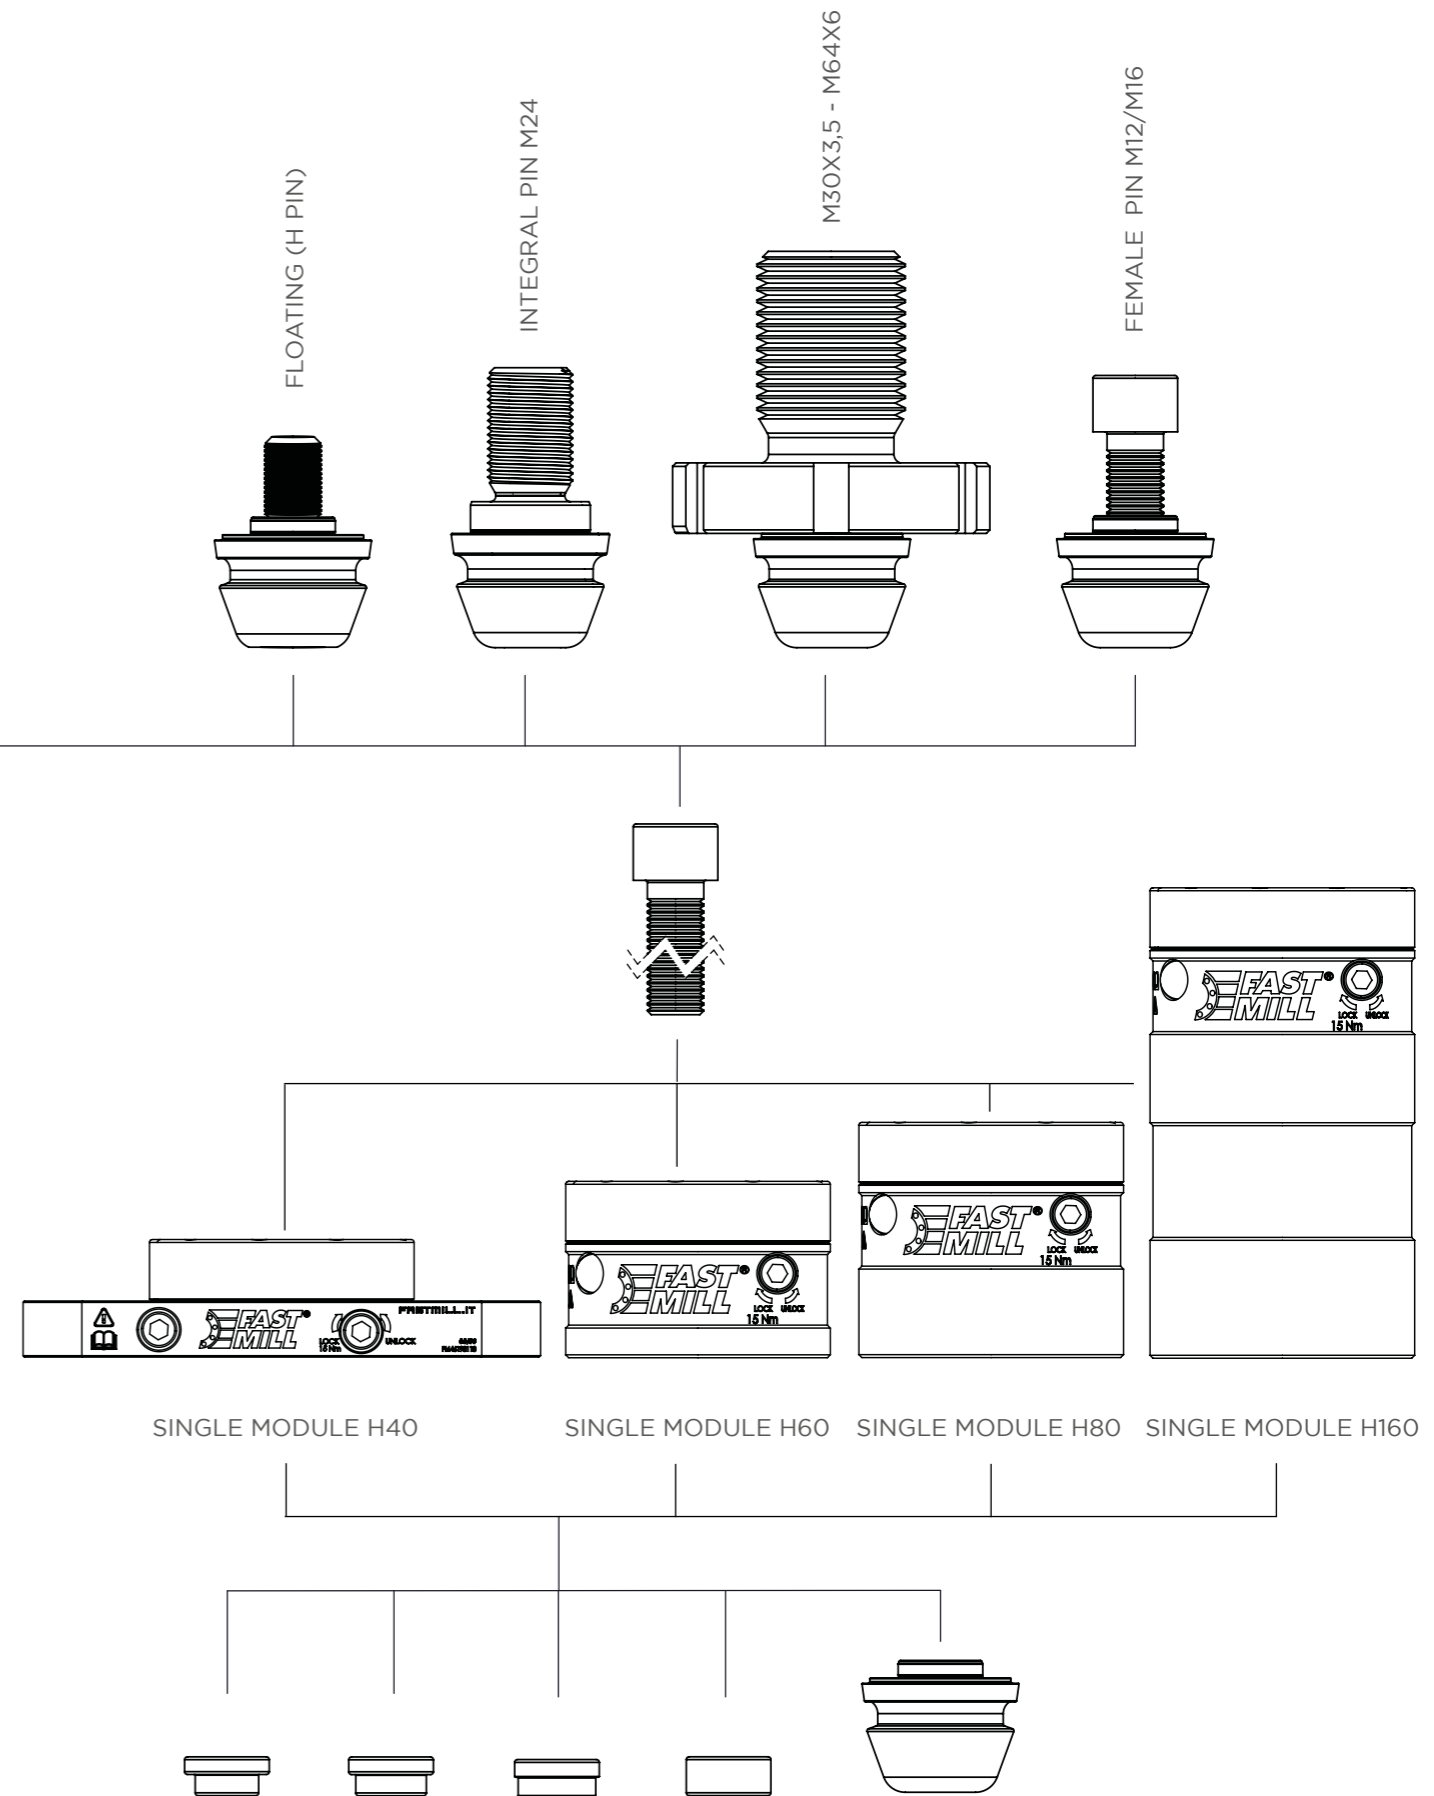 FLOATING (H PIN)
INTEGRAL PIN M24
M30X3,5 - M64X6
FEMALE PIN M12/M16
FAST®
MILL
LOCK UNLOCK
15 Nm
FAST®
MILL
LOCK UNLOCK
15 Nm
FAST®
MILL
LOCK UNLOCK
15 Nm
FAST®
MILL
LOCK
15 Nm
UNLOCK
FASTMILL.IT
SINGLE MODULE H40
SINGLE MODULE H60
SINGLE MODULE H80
SINGLE MODULE H160